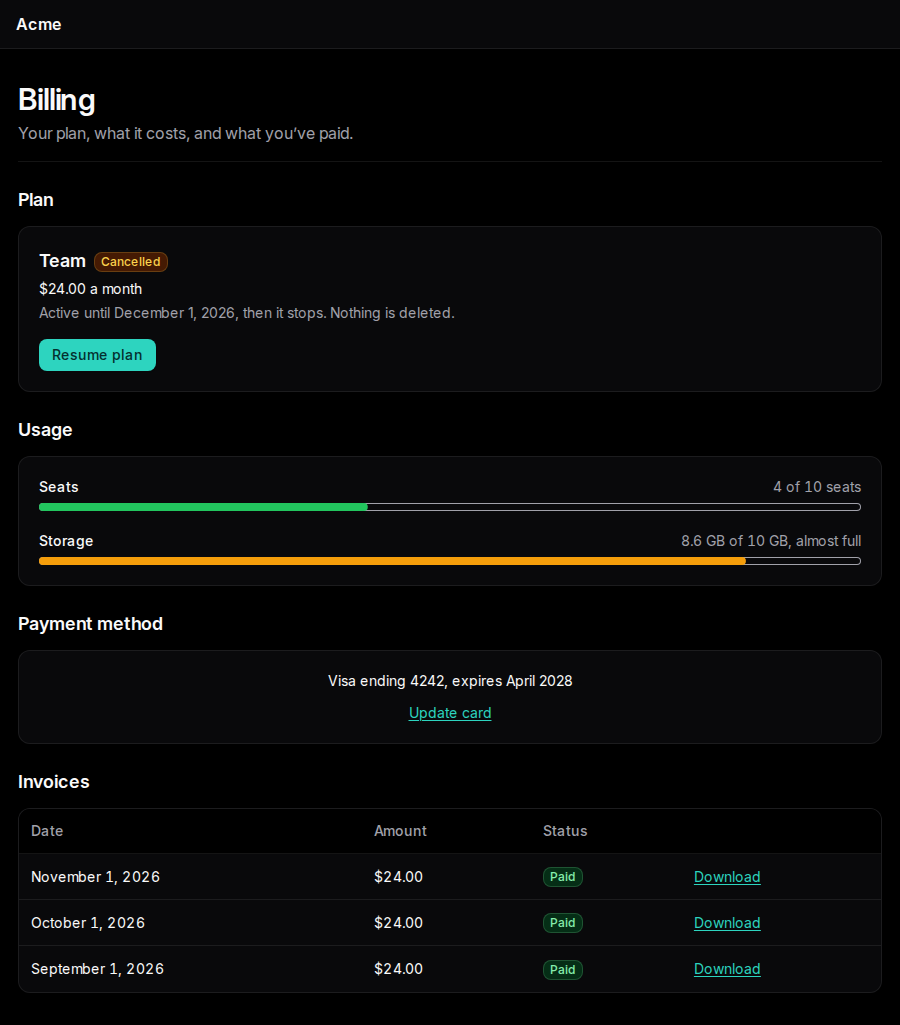 Acme
Billing
Your plan, what it costs, and what you've paid.
Plan
Team Cancelled
$24.00 a month
Active until December 1, 2026, then it stops. Nothing is deleted.
Resume plan
Usage
Seats 4 of 10 seats
Storage 8.6 GB of 10 GB, almost full
Payment method
Visa ending 4242, expires April 2028
Update card
Invoices
Date Amount Status
November 1, 2026 $24.00 Paid Download
October 1, 2026 $24.00 Paid Download
September 1, 2026 $24.00 Paid Download